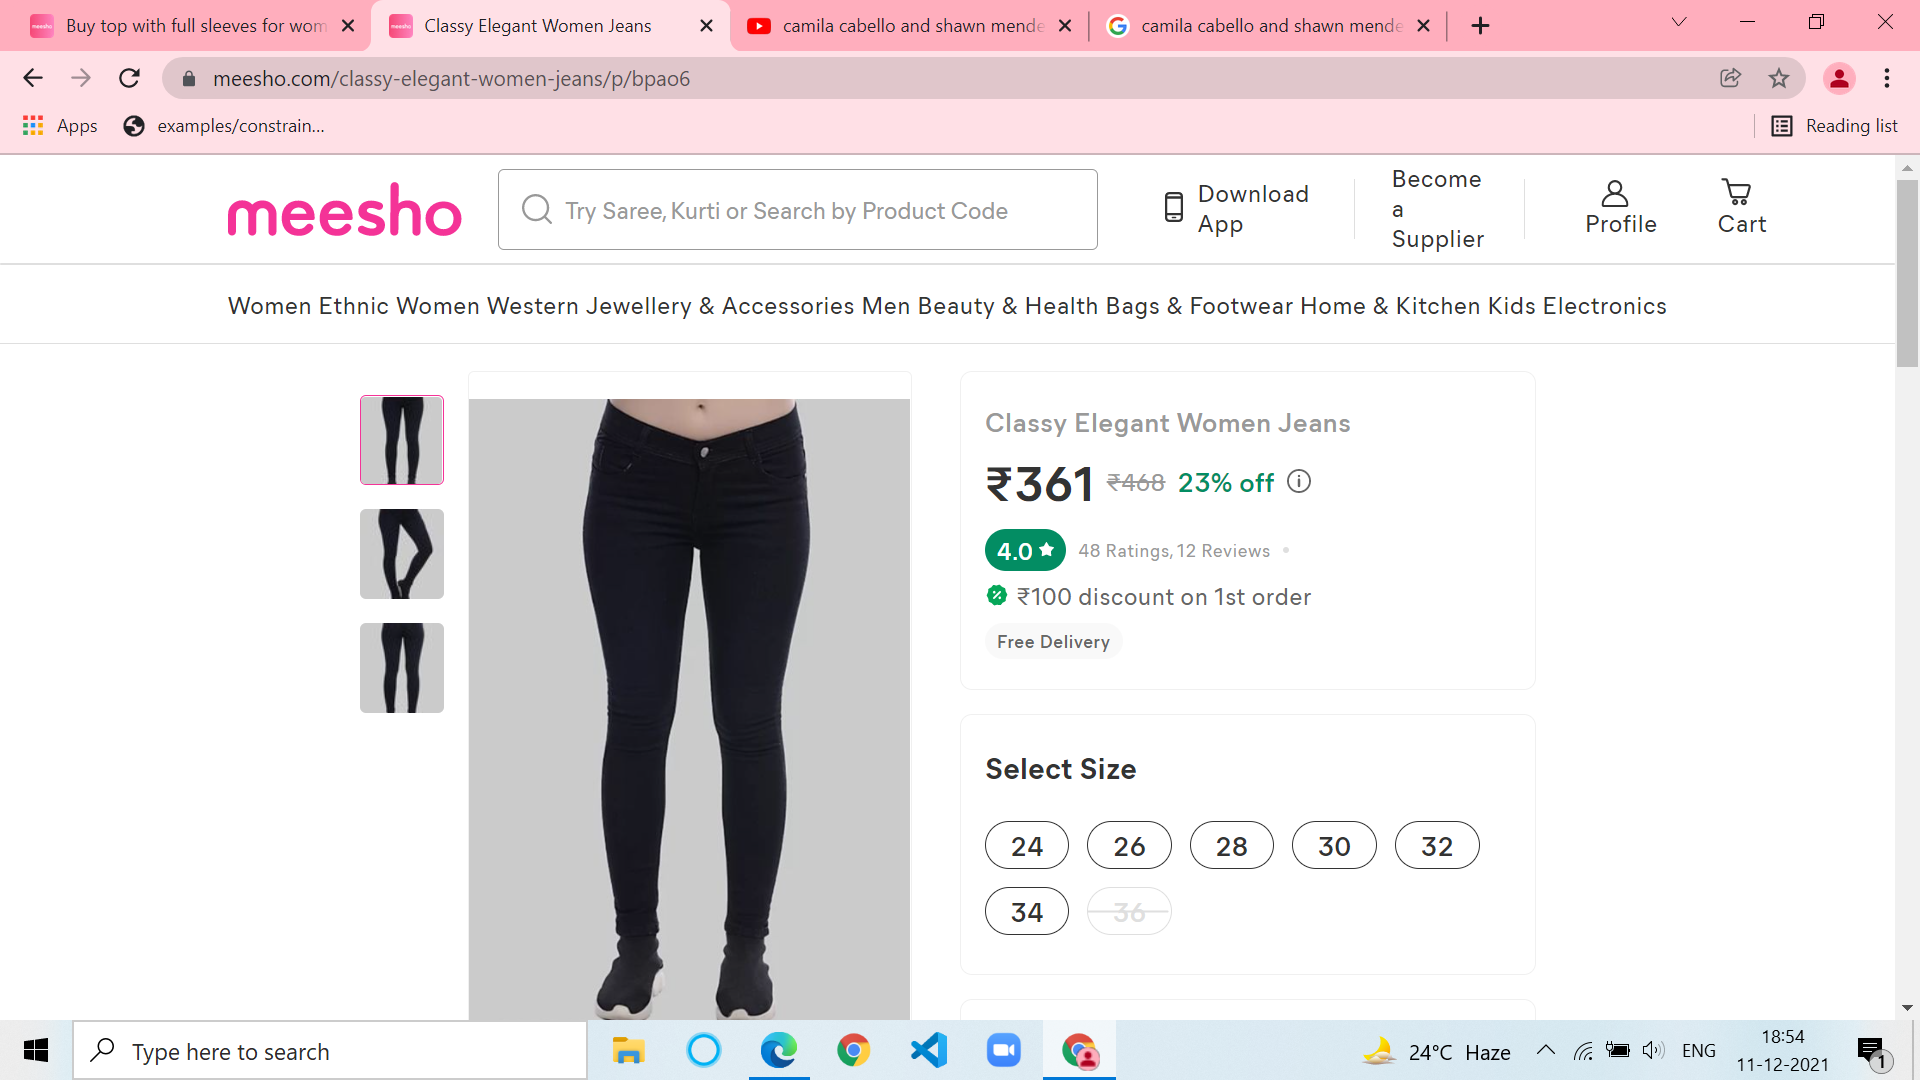 Buy top with full sleeves for wom
Classy Elegant Women Jeans
camila cabello and shawn mende
camila cabello and shawn mende
meesho.com/classy-elegant-women-jeans/p/bpao6
Apps
examples/constrain...
Reading list
meesho
Try Saree, Kurti or Search by Product Code
Download
App
Become
a
Supplier
Profile
Cart
Women Ethnic Women Western Jewellery & Accessories Men Beauty & Health Bags & Footwear Home & Kitchen Kids Electronics
Classy Elegant Women Jeans
₹361 ₹468 23% off
4.0 48 Ratings, 12 Reviews
₹100 discount on 1st order
Free Delivery
Select Size
24 26 28 30 32
34 36
Type here to search
24°C Haze
ENG
18:54
11-12-2021
1